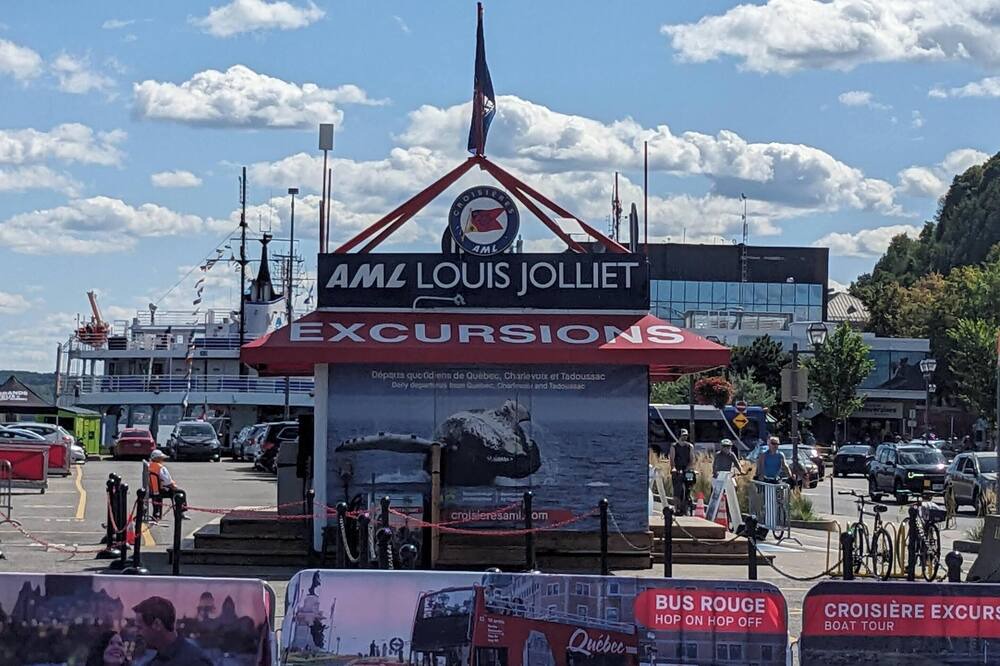 CROISIÈRES
AML
AML LOUIS JOLLIET
EXCURSIONS
Départs quotidiens de Québec, Charlevoix et Tadoussac
Daily departures from Québec, Charlevoix and Tadoussac
croisieresaml.com
BUS ROUGE
HOP ON HOP OFF
Québec
CROISIÈRE EXCURS
BOAT TOUR